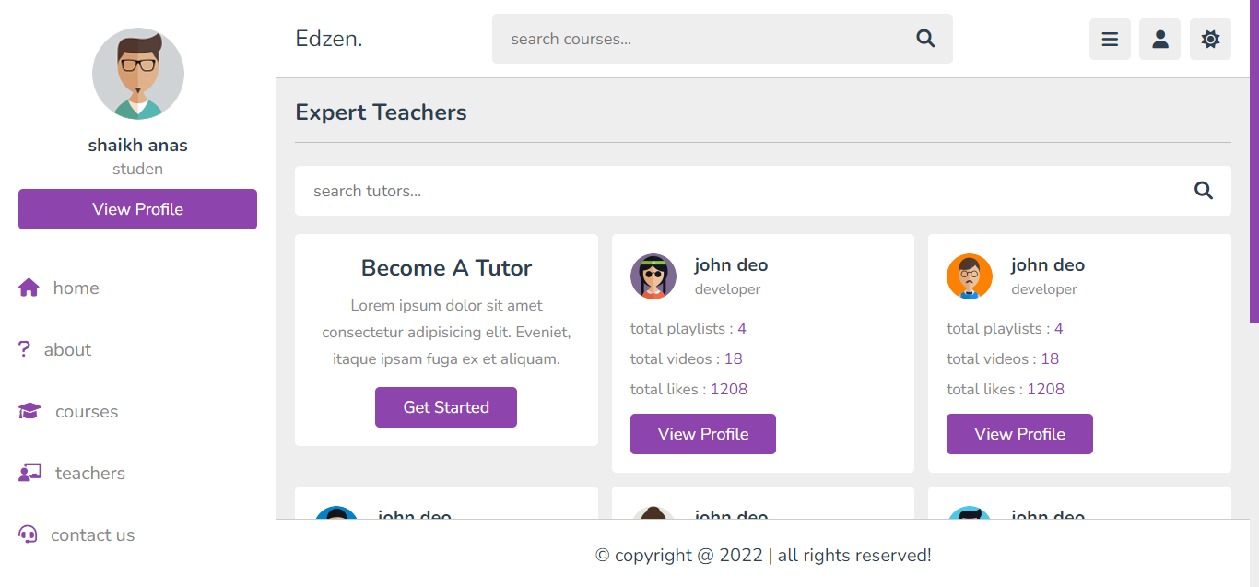 shaikh anas
studen
View Profile
home
about
courses
teachers
contact us
Edzen.
search courses...
Expert Teachers
search tutors...
Become A Tutor
Lorem ipsum dolor sit amet
consectetur adipisicing elit. Eveniet,
itaque ipsam fuga ex et aliquam.
Get Started
john deo
developer
total playlists : 4
total videos : 18
total likes : 1208
View Profile
john deo
developer
total playlists : 4
total videos : 18
total likes : 1208
View Profile
john deo
john deo
john deo
© copyright @ 2022 | all rights reserved!